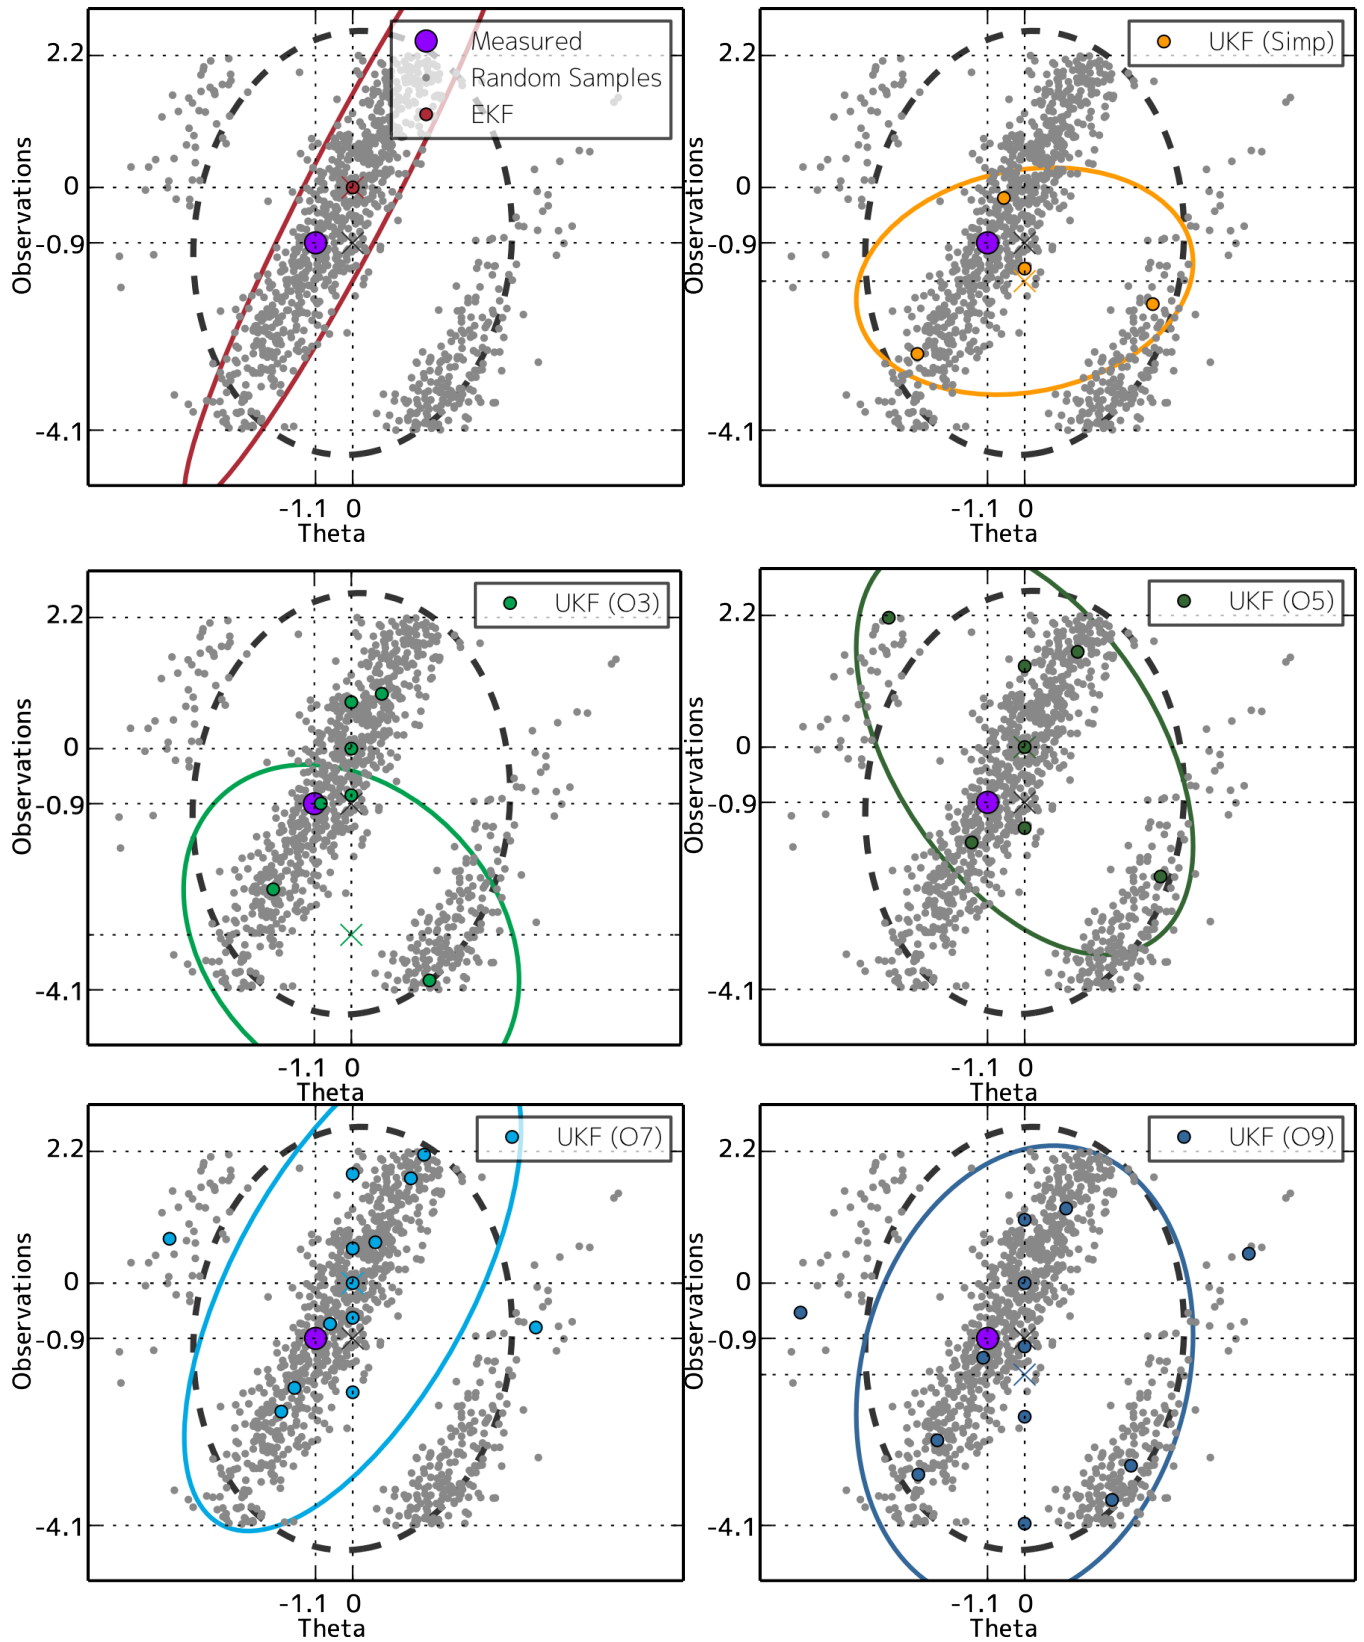 Measured
Random Samples
EKF
2.2
0
-0.9
-4.1
Observations
-1.1 0
Theta
UKF (Simp)
2.2
0
-0.9
-4.1
Observations
-1.1 0
Theta
UKF (O3)
2.2
0
-0.9
-4.1
Observations
-1.1 0
Theta
UKF (O5)
2.2
0
-0.9
-4.1
Observations
-1.1 0
Theta
UKF (O7)
2.2
0
-0.9
-4.1
Observations
-1.1 0
Theta
UKF (O9)
2.2
0
-0.9
-4.1
Observations
-1.1 0
Theta